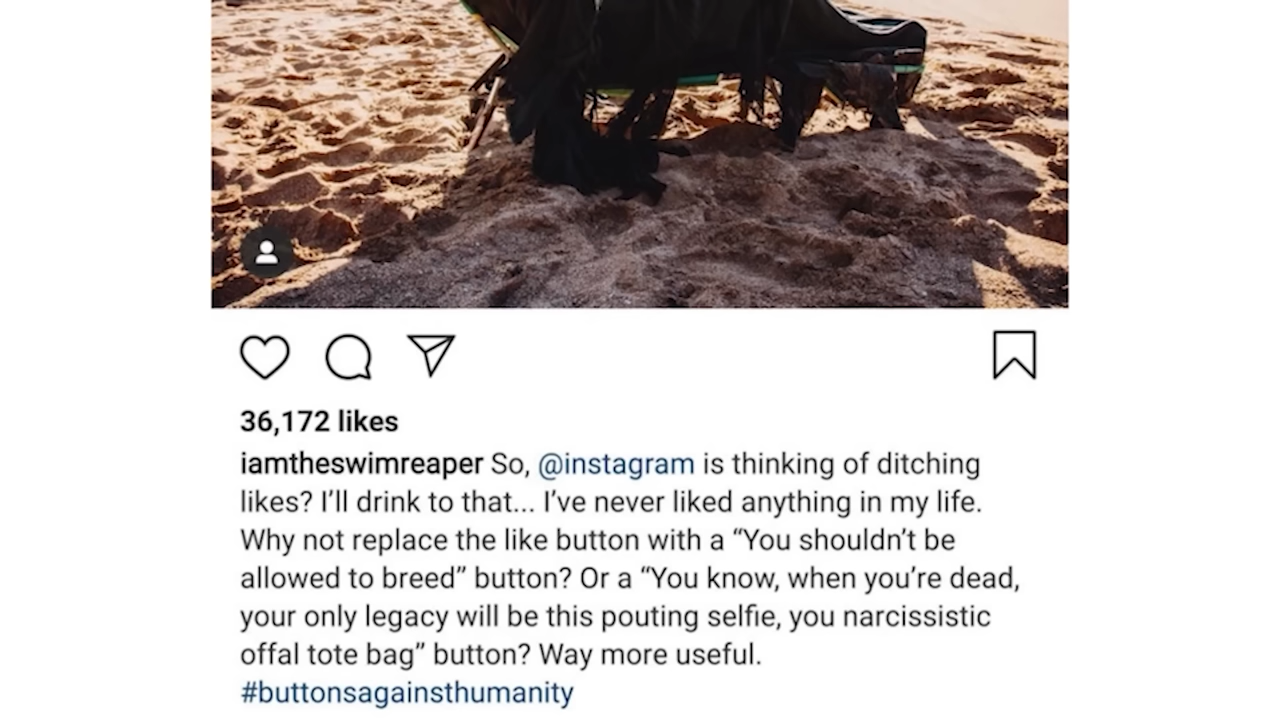 36,172 likes
iamtheswimreaper So, @instagram is thinking of ditching
likes? I’ll drink to that... I’ve never liked anything in my life.
Why not replace the like button with a “You shouldn’t be
allowed to breed” button? Or a “You know, when you’re dead,
your only legacy will be this pouting selfie, you narcissistic
offal tote bag” button? Way more useful.
#buttonsagainsthumanity